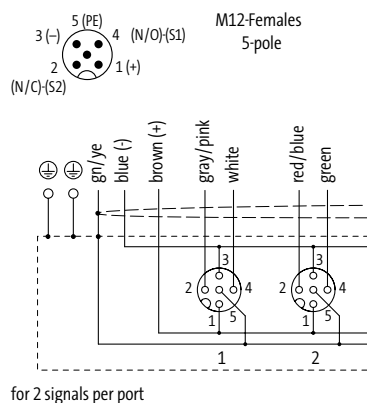 5 (PE)
M12-Females
5-pole
3 (–)
4 (N/O)-(S1)
2
(N/C)-(S2)
1 (+)
gn/ye
blue (-)
brown (+)
gray/pink
white
red/blue
green
3
2
4
1
5
3
2
4
1
5
1
2
for 2 signals per port